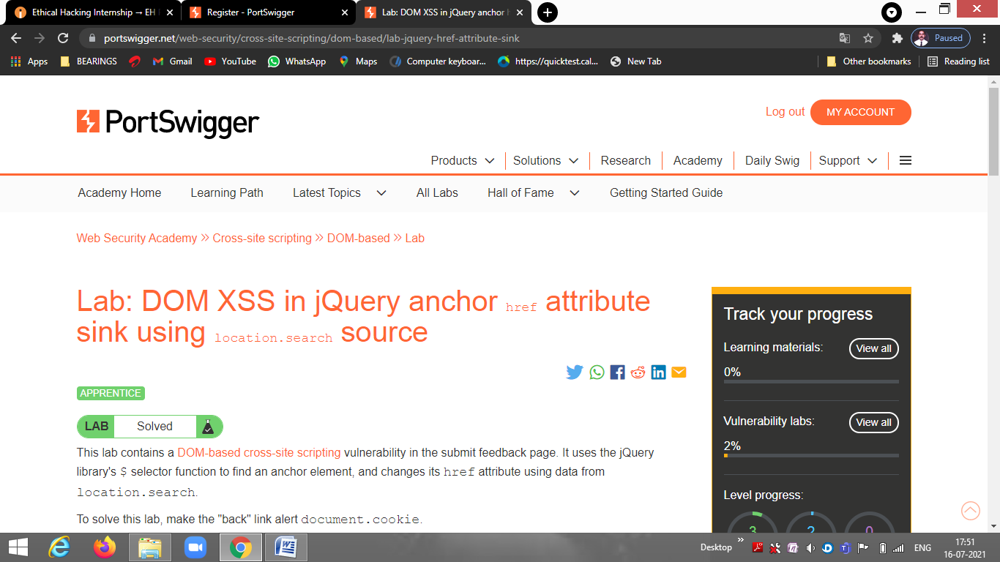 Ethical Hacking Internship → EH
Register - PortSwigger
Lab: DOM XSS in jQuery anchor
portswigger.net/web-security/cross-site-scripting/dom-based/lab-jquery-href-attribute-sink
Paused
Apps
BEARINGS
Gmail
YouTube
WhatsApp
Maps
Computer keyboar...
https://quicktest.cal...
New Tab
Other bookmarks
Reading list
PortSwigger
Log out
MY ACCOUNT
Products
Solutions
Research
Academy
Daily Swig
Support
Academy Home
Learning Path
Latest Topics
All Labs
Hall of Fame
Getting Started Guide
Web Security Academy » Cross-site scripting » DOM-based » Lab
Lab: DOM XSS in jQuery anchor href attribute
sink using location.search source
APPRENTICE
LAB Solved
This lab contains a DOM-based cross-site scripting vulnerability in the submit feedback page. It uses the jQuery
library's $ selector function to find an anchor element, and changes its href attribute using data from
location.search.
To solve this lab, make the "back" link alert document.cookie.
Track your progress
Learning materials:
View all
0%
Vulnerability labs:
View all
2%
Level progress:
3
2
0
Desktop
ENG
17:51
16-07-2021